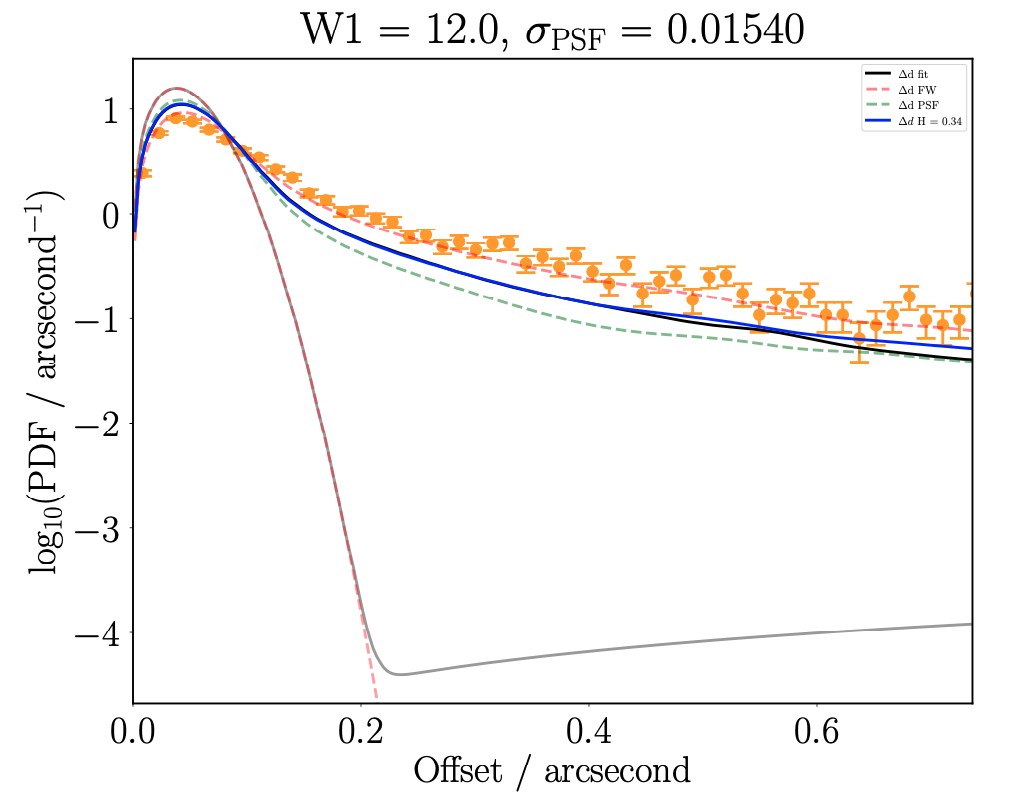 W1 = 12.0, σPSF = 0.01540
Δd fit
Δd FW
Δd PSF
Δd H = 0.34
log10(PDF / arcsecond−1)
1
0
−1
−2
−3
−4
0.0 0.2 0.4 0.6
Offset / arcsecond